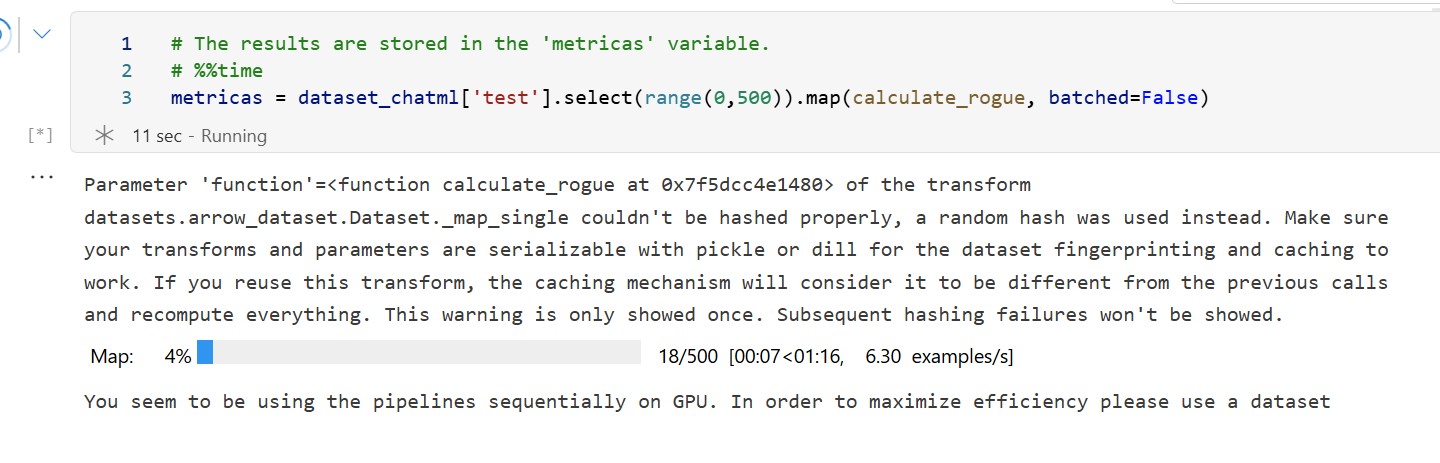 1 # The results are stored in the 'metricas' variable.
2 # %%time
3 metricas = dataset_chatml['test'].select(range(0,500)).map(calculate_rogue, batched=False)
[*] 11 sec - Running
...
Parameter 'function'=<function calculate_rogue at 0x7f5dcc4e1480> of the transform
datasets.arrow_dataset.Dataset._map_single couldn't be hashed properly, a random hash was used instead. Make sure
your transforms and parameters are serializable with pickle or dill for the dataset fingerprinting and caching to
work. If you reuse this transform, the caching mechanism will consider it to be different from the previous calls
and recompute everything. This warning is only showed once. Subsequent hashing failures won't be showed.
Map: 4% 18/500 [00:07<01:16, 6.30 examples/s]
You seem to be using the pipelines sequentially on GPU. In order to maximize efficiency please use a dataset